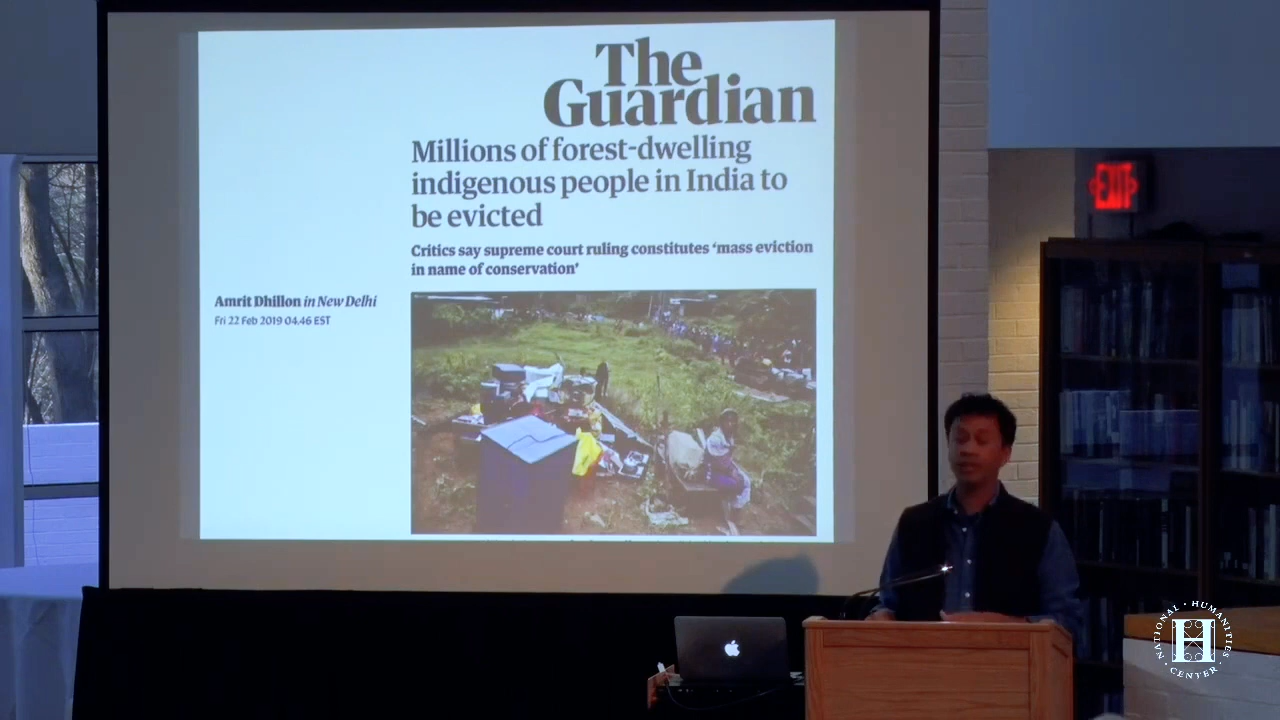 The
Guardian
Millions of forest-dwelling
indigenous people in India to
be evicted
Critics say supreme court ruling constitutes ‘mass eviction
in name of conservation’
Amrit Dhillon in New Delhi
Fri 22 Feb 2019 04.46 EST
EXIT
NATIONAL · HUMANITIES · CENTER ·
H